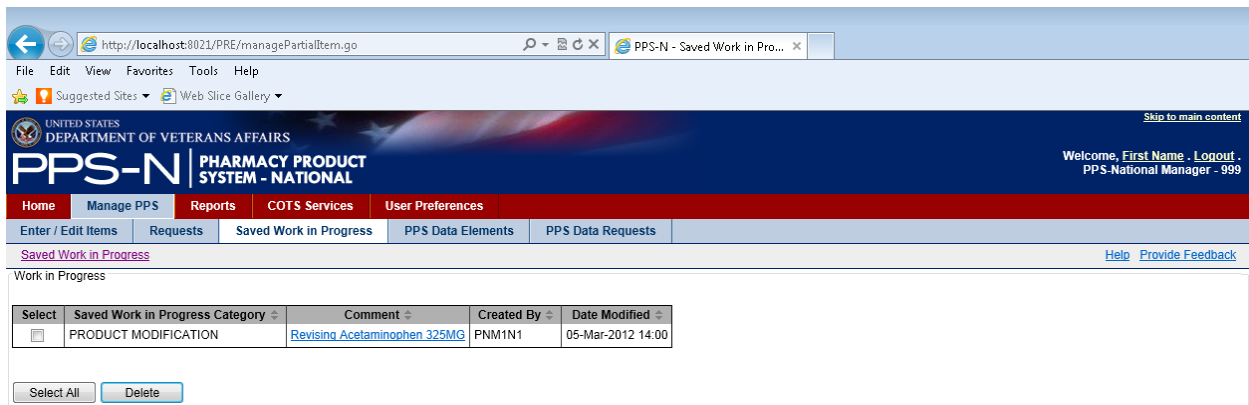 http://localhost:8021/PRE/managePartialItem.go
PPS-N - Saved Work in Pro...
File Edit View Favorites Tools Help
Suggested Sites Web Slice Gallery
Skip to main content
UNITED STATES
DEPARTMENT OF VETERANS AFFAIRS
PPS-N PHARMACY PRODUCT
SYSTEM - NATIONAL
Welcome, First Name . Logout .
PPS-National Manager - 999
Home Manage PPS Reports COTS Services User Preferences
Enter / Edit Items Requests Saved Work in Progress PPS Data Elements PPS Data Requests
Saved Work in Progress Help Provide Feedback
Work in Progress
Select Saved Work in Progress Category Comment Created By Date Modified
PRODUCT MODIFICATION Revising Acetaminophen 325MG PNM1N1 05-Mar-2012 14:00
Select All Delete